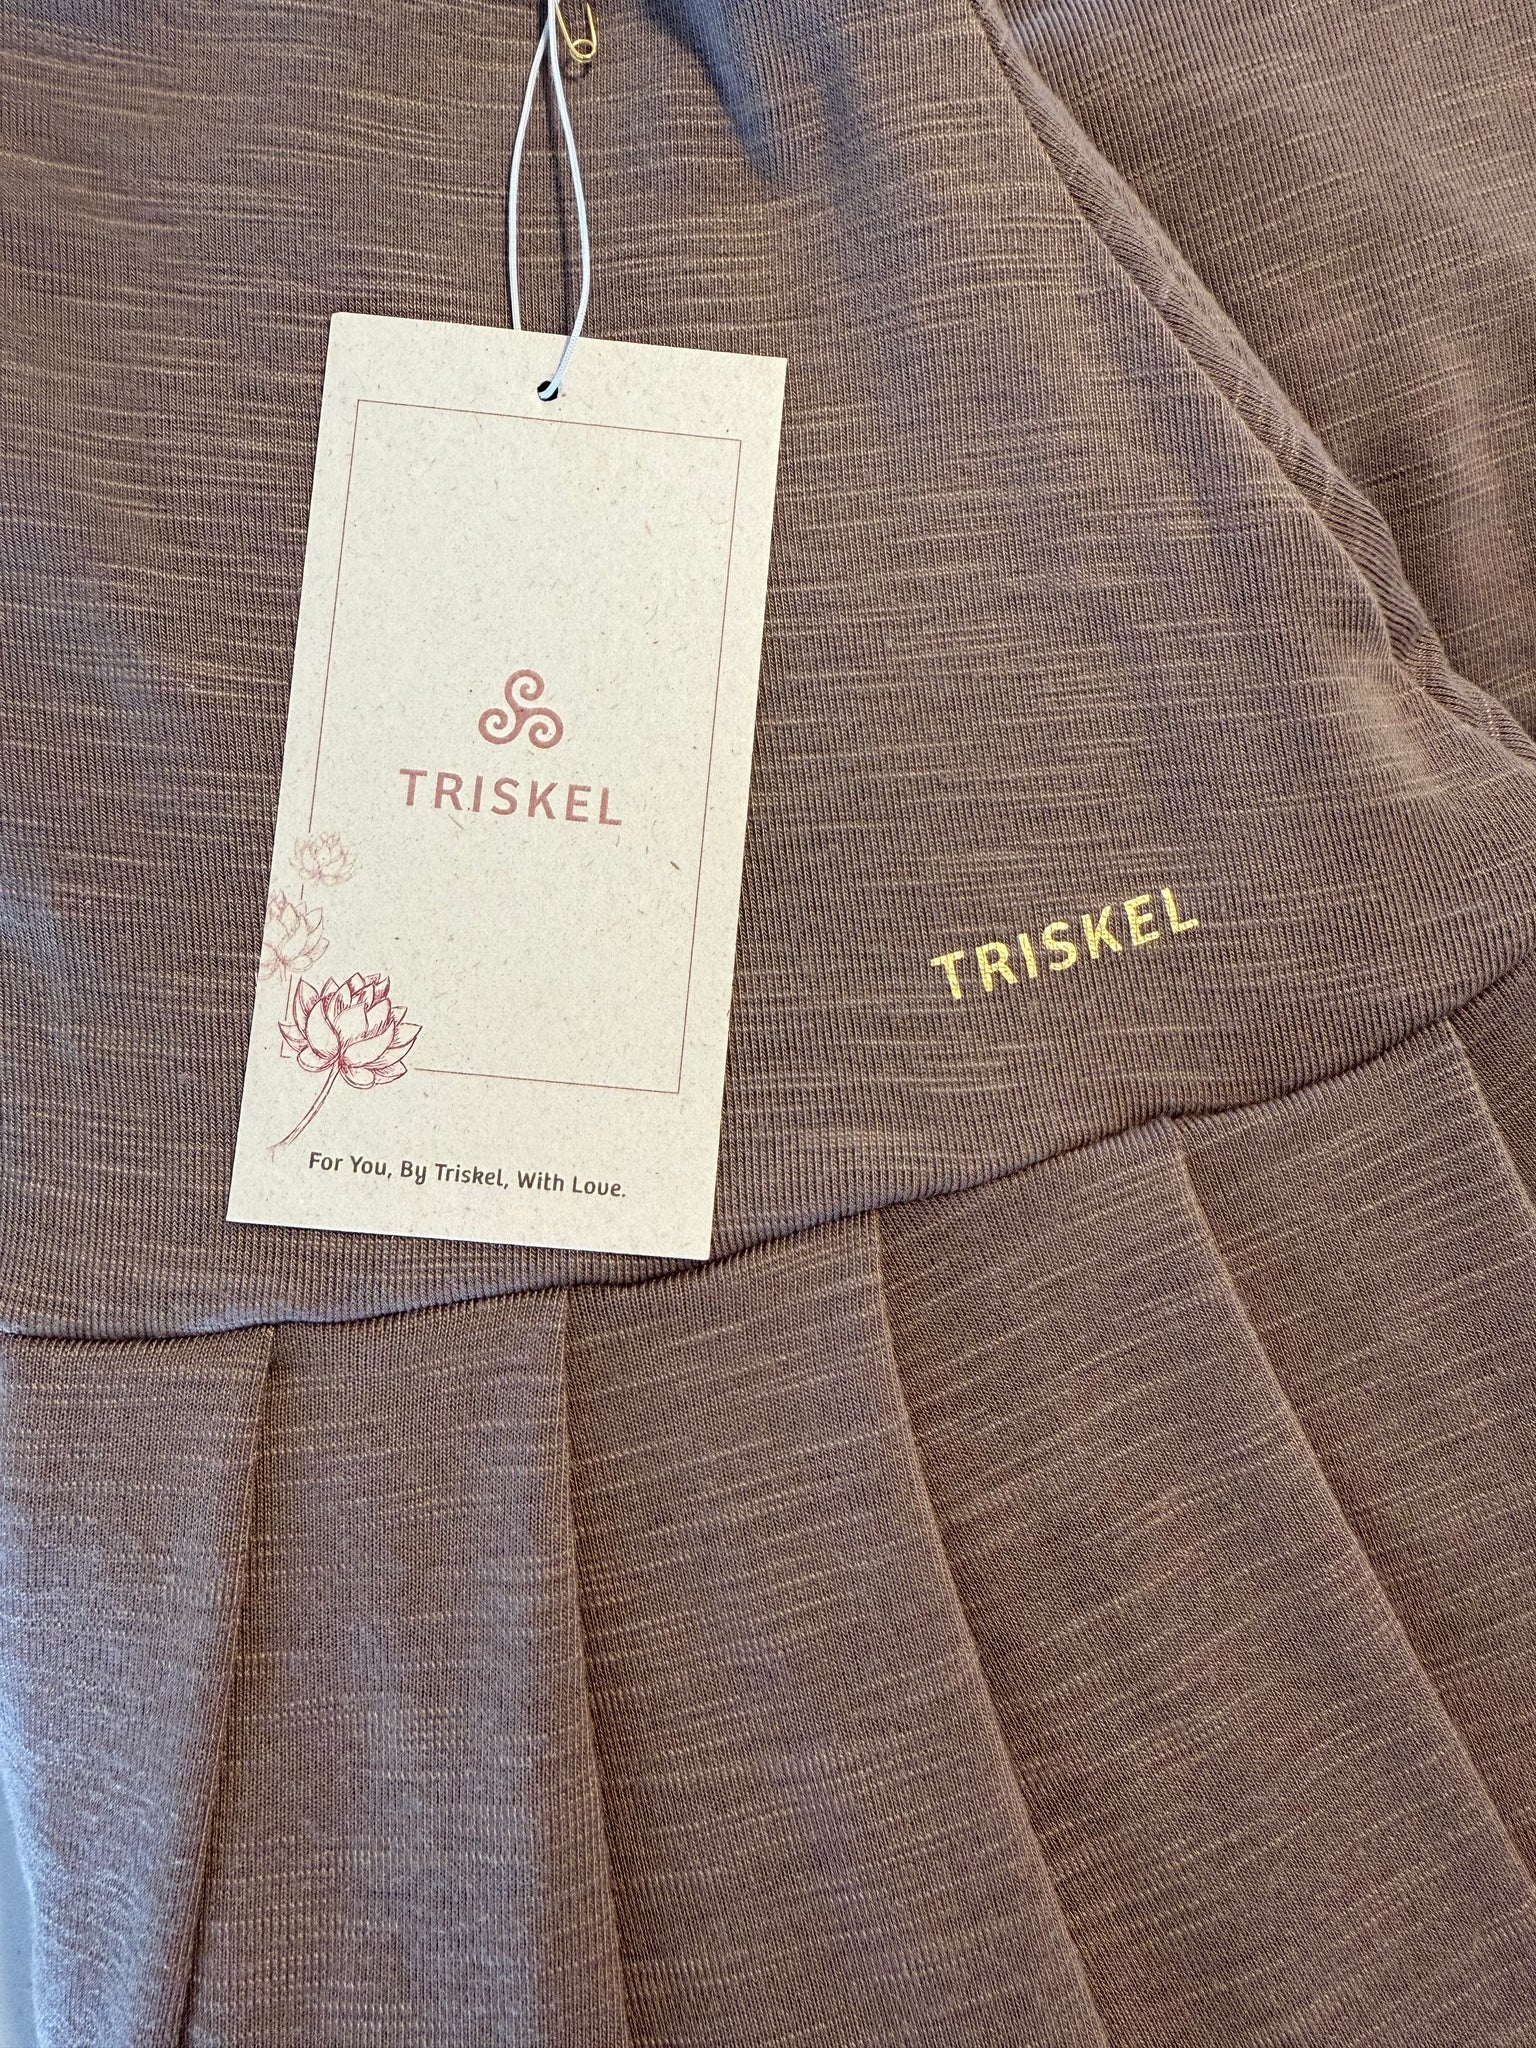 TRISKEL
TRISKEL
For You, By Triskel, With Love.